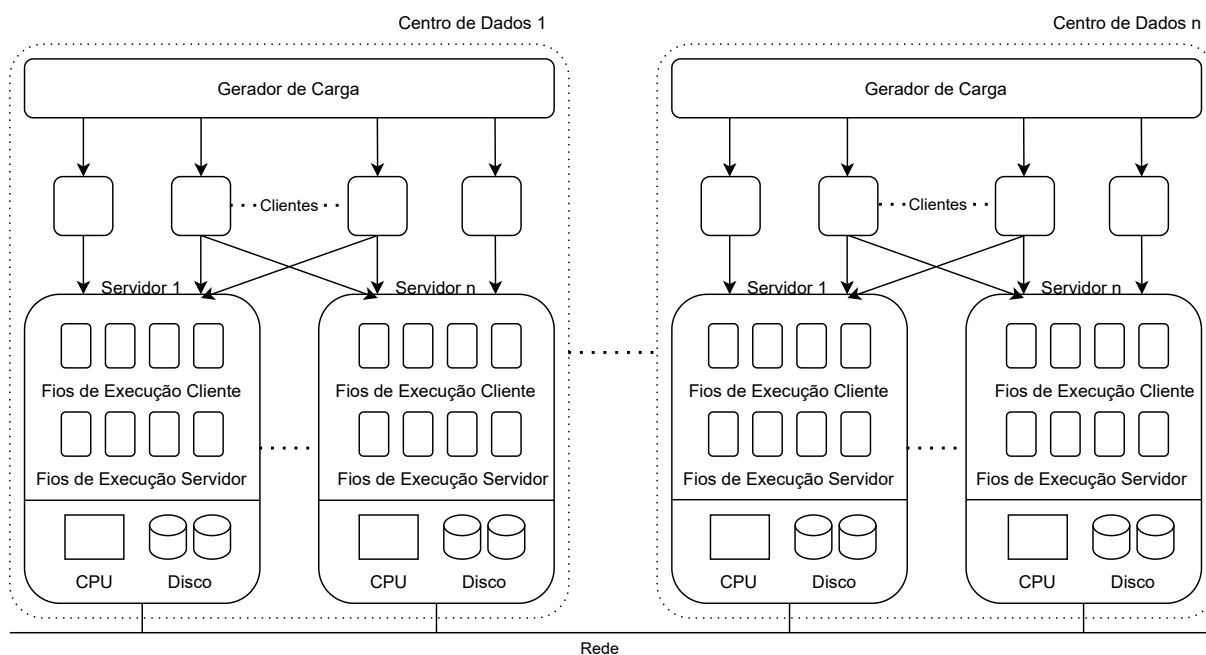 Centro de Dados 1
Centro de Dados n
Gerador de Carga
Gerador de Carga
Clientes
Clientes
Servidor 1
Servidor n
Servidor 1
Servidor n
Fios de Execução Cliente
Fios de Execução Cliente
Fios de Execução Cliente
Fios de Execução Cliente
Fios de Execução Servidor
Fios de Execução Servidor
Fios de Execução Servidor
Fios de Execução Servidor
CPU
Disco
CPU
Disco
CPU
Disco
CPU
Disco
Rede